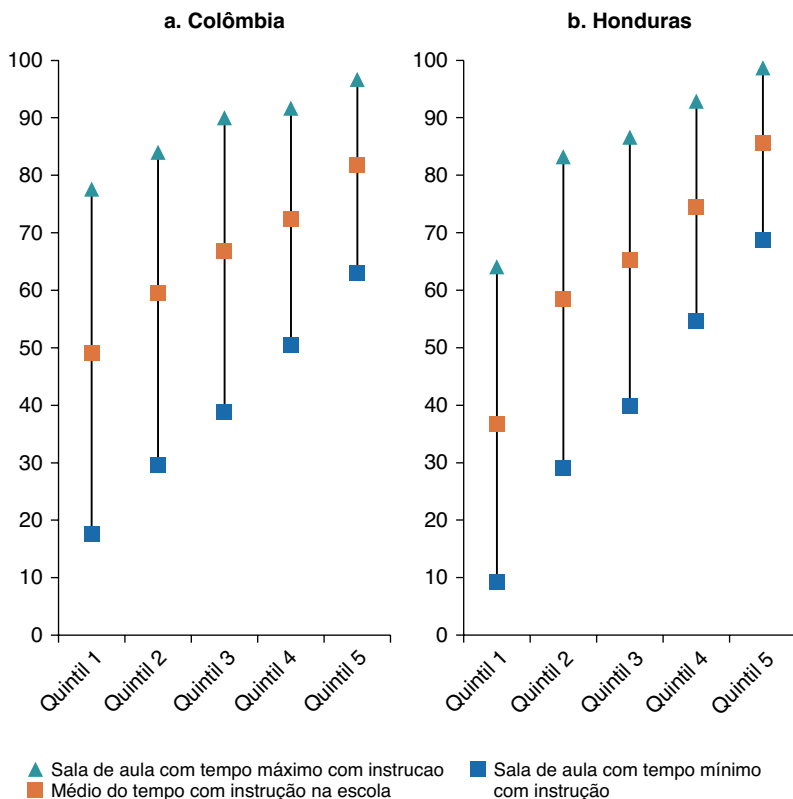 a. Colômbia
100
90
80
70
60
50
40
30
20
10
0
Quintil 1
Quintil 2
Quintil 3
Quintil 4
Quintil 5
b. Honduras
100
90
80
70
60
50
40
30
20
10
0
Quintil 1
Quintil 2
Quintil 3
Quintil 4
Quintil 5
Sala de aula com tempo máximo com instrucao
Médio do tempo com instrução na escola
Sala de aula com tempo mínimo
com instrução